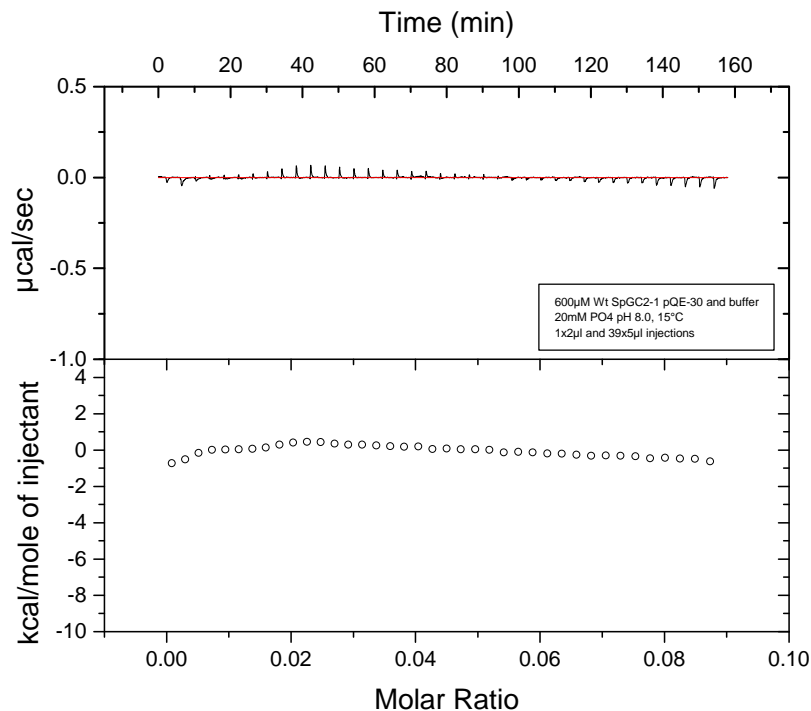 Time (min)
0 20 40 60 80 100 120 140 160
0.5
0.0
-0.5
-1.0
µcal/sec
600µM Wt SpGC2-1 pQE-30 and buffer
20mM PO4 pH 8.0, 15°C
1x2µl and 39x5µl injections
4
2
0
-2
-4
-6
-8
-10
kcal/mole of injectant
0.00 0.02 0.04 0.06 0.08 0.10
Molar Ratio